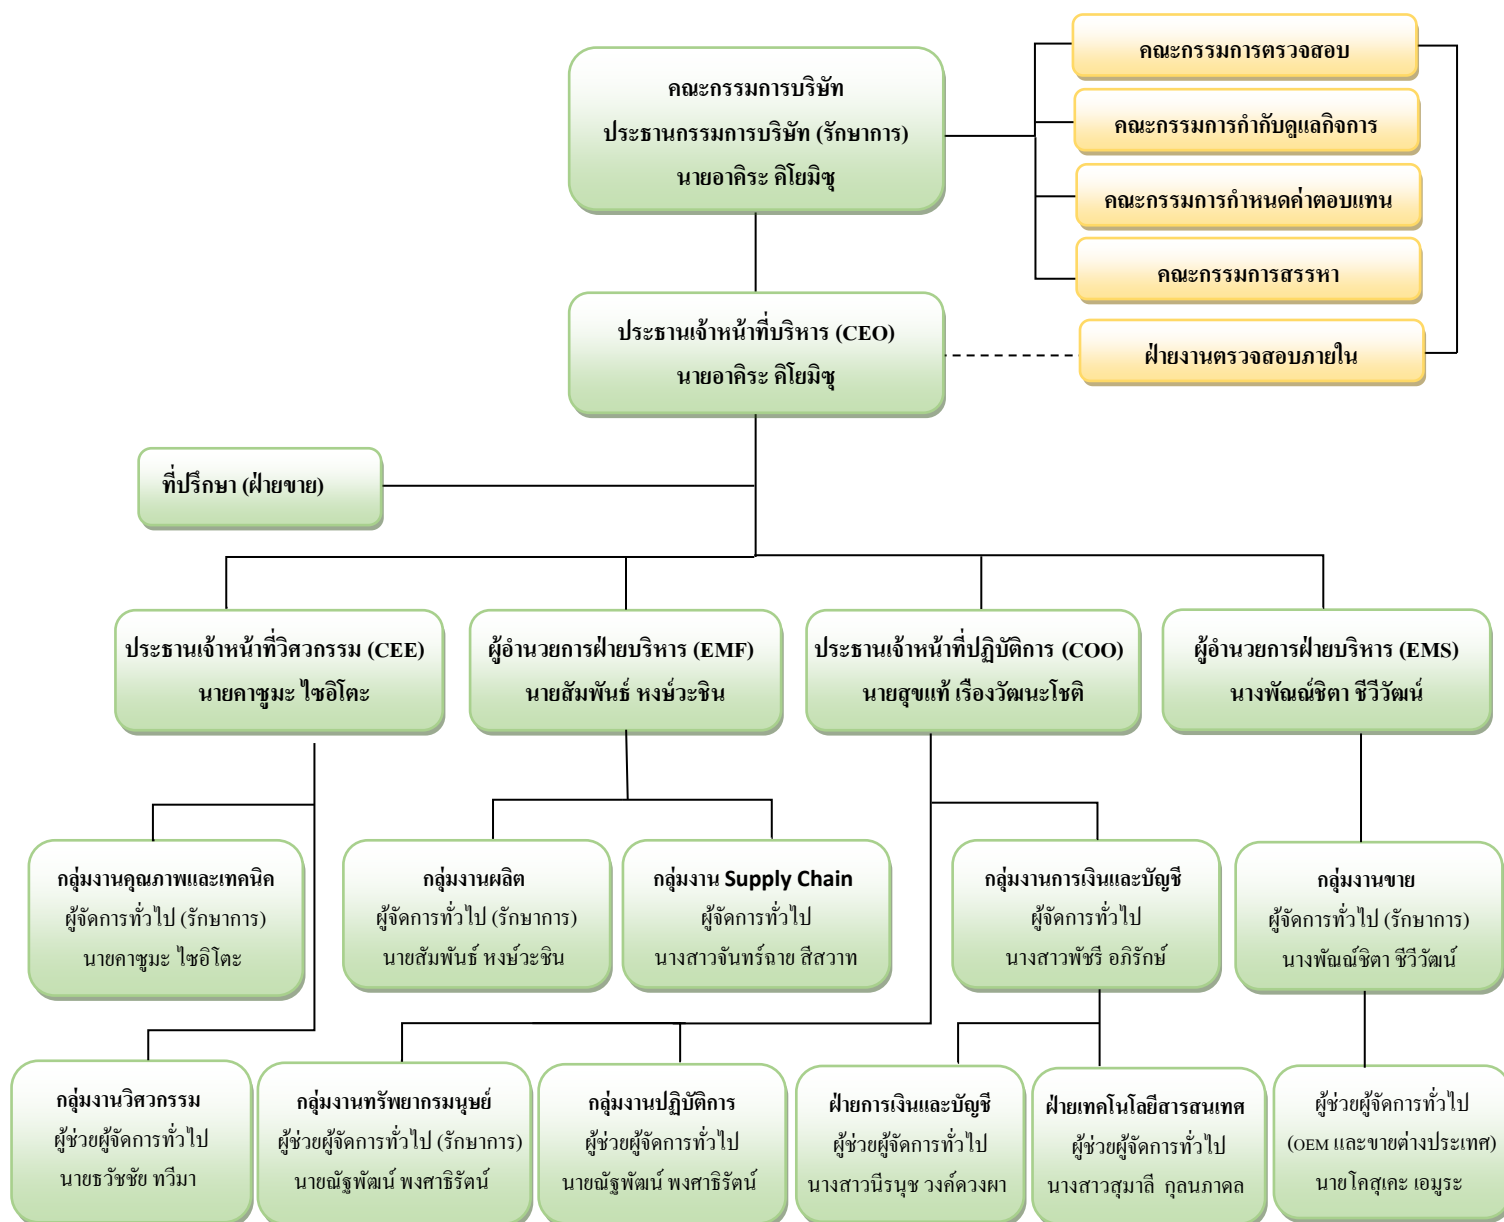 คณะกรรมการบริษัท
ประธานกรรมการบริษัท (รักษาการ)
นายอาคิระ คิโยมิซุ
คณะกรรมการตรวจสอบ
คณะกรรมการกำกับดูแลกิจการ
คณะกรรมการกำหนดค่าตอบแทน
คณะกรรมการสรรหา
ประธานเจ้าหน้าที่บริหาร (CEO)
นายอาคิระ คิโยมิซุ
ฝ่ายงานตรวจสอบภายใน
ที่ปรึกษา (ฝ่ายขาย)
ประธานเจ้าหน้าที่วิศวกรรม (CEE)
นายคาซูมะ ไซอิโตะ
ผู้อำนวยการฝ่ายบริหาร (EMF)
นายสัมพันธ์ หงษ์วะชิน
ประธานเจ้าหน้าที่ปฏิบัติการ (COO)
นายสุขแท้ เรืองวัฒนะโชติ
ผู้อำนวยการฝ่ายบริหาร (EMS)
นางพัณณ์ชิตา ชีวีวัฒน์
กลุ่มงานคุณภาพและเทคนิค
ผู้จัดการทั่วไป (รักษาการ)
นายคาซูมะ ไซอิโตะ
กลุ่มงานผลิต
ผู้จัดการทั่วไป (รักษาการ)
นายสัมพันธ์ หงษ์วะชิน
กลุ่มงาน Supply Chain
ผู้จัดการทั่วไป
นางสาวจันทร์ฉาย สีสวาท
กลุ่มงานการเงินและบัญชี
ผู้จัดการทั่วไป
นางสาวพัชรี อภิรักษ์
กลุ่มงานขาย
ผู้จัดการทั่วไป (รักษาการ)
นางพัณณ์ชิตา ชีวีวัฒน์
กลุ่มงานวิศวกรรม
ผู้ช่วยผู้จัดการทั่วไป
นายธวัชชัย ทวีมา
กลุ่มงานทรัพยากรมนุษย์
ผู้ช่วยผู้จัดการทั่วไป (รักษาการ)
นายณัฐพัฒน์ พงศาธิรัตน์
กลุ่มงานปฏิบัติการ
ผู้ช่วยผู้จัดการทั่วไป
นายณัฐพัฒน์ พงศาธิรัตน์
ฝ่ายการเงินและบัญชี
ผู้ช่วยผู้จัดการทั่วไป
นางสาวนีรนุช วงค์ดวงผา
ฝ่ายเทคโนโลยีสารสนเทศ
ผู้ช่วยผู้จัดการทั่วไป
นางสาวสุมาลี กุลนภาดล
ผู้ช่วยผู้จัดการทั่วไป
(OEM และขายต่างประเทศ)
นายโคสุเคะ เอมูระ